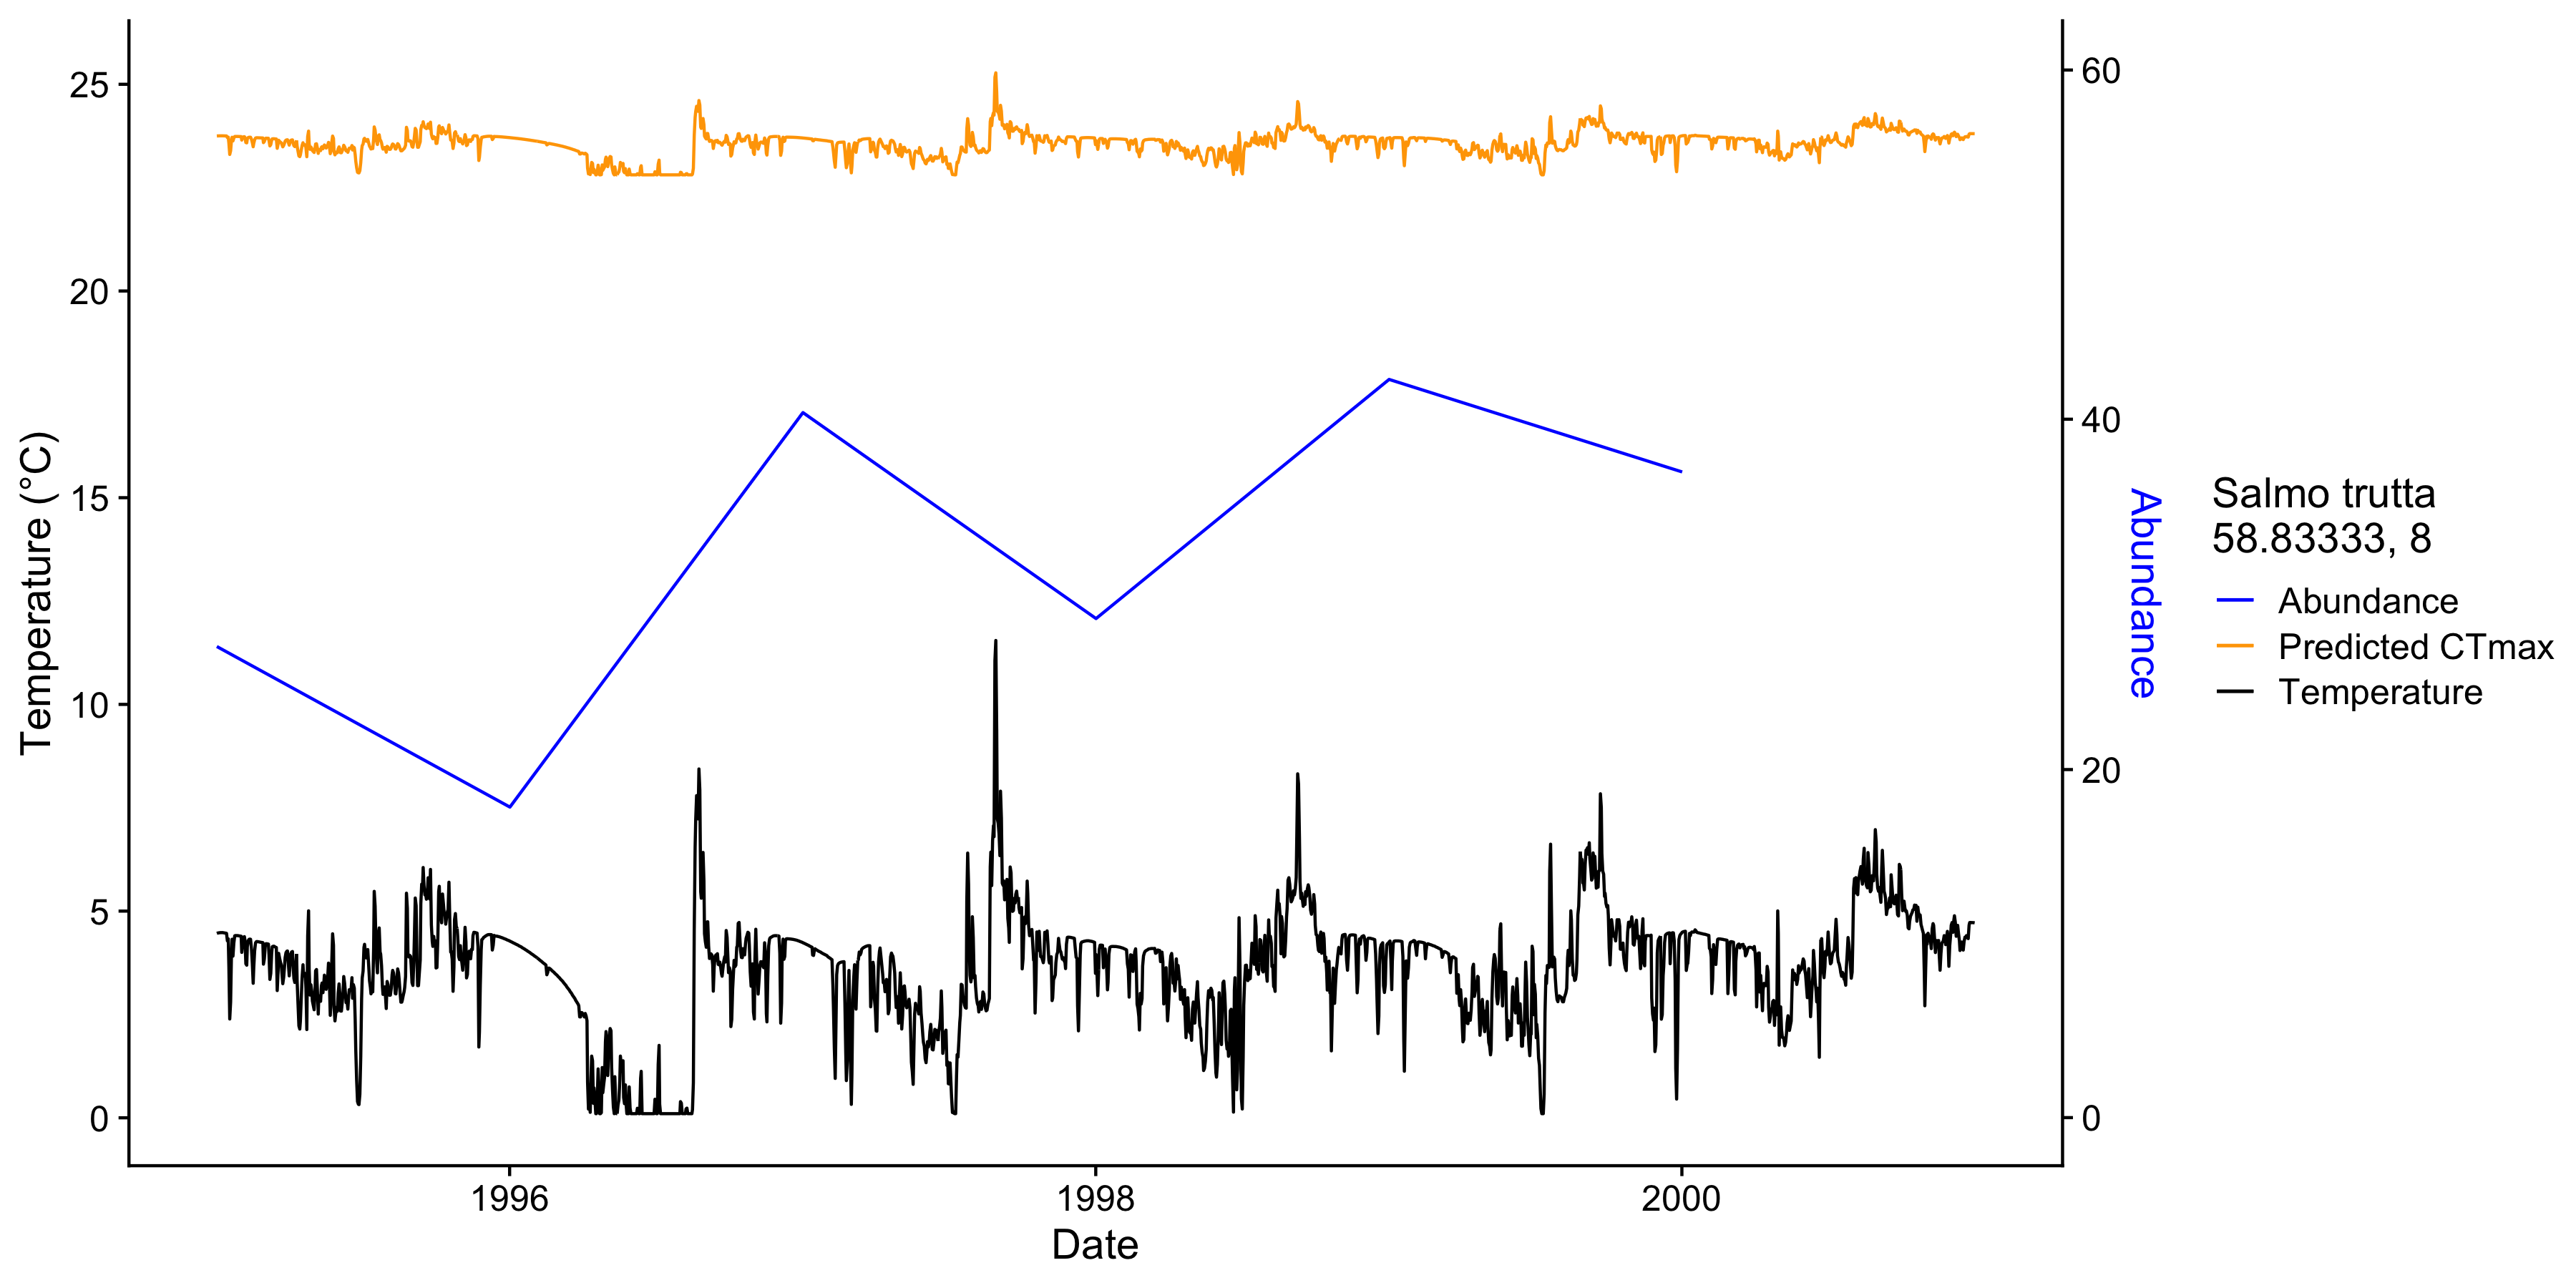 Temperature (°C)
25
20
15
10
5
0
1996
1998
2000
Date
60
40
20
0
Abundance
Salmo trutta
58.83333, 8
Abundance
Predicted CTmax
Temperature